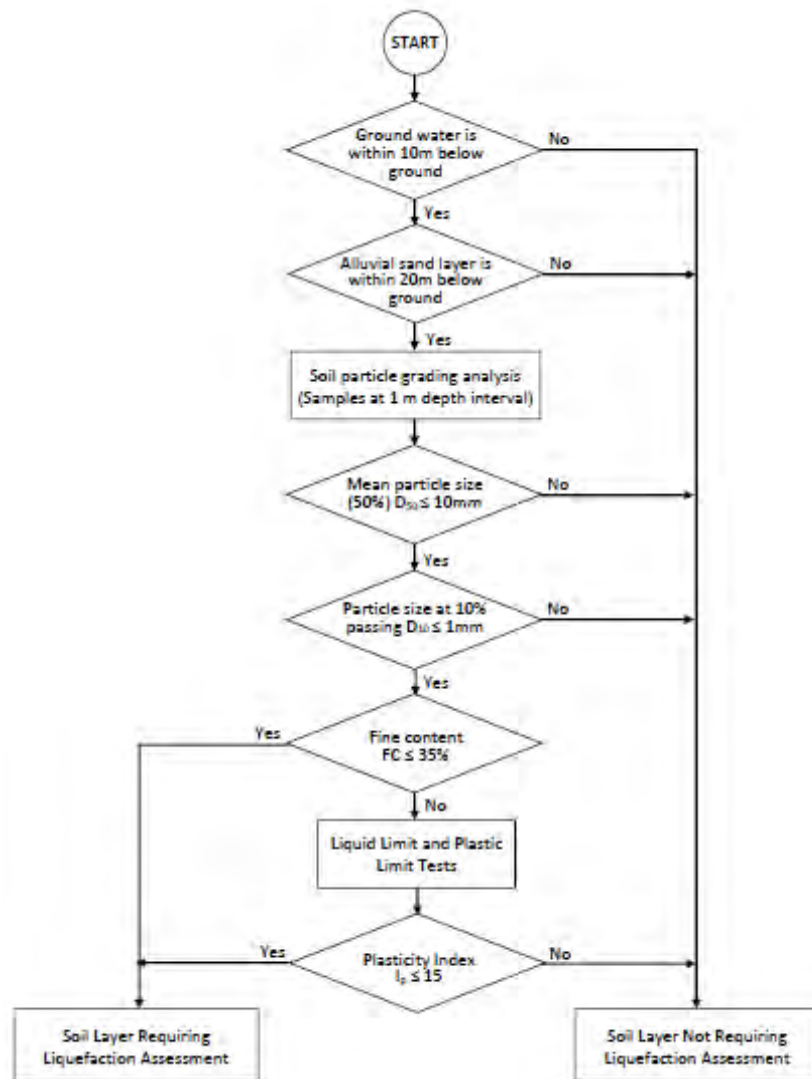 START
Ground water is
within 10m below
ground
No
Yes
Alluvial sand layer is
within 20m below
ground
No
Yes
Soil particle grading analysis
(Samples at 1 m depth interval)
Mean particle size
(50%) D₅₀ ≤ 10mm
No
Yes
Particle size at 10%
passing D₁₀ ≤ 1mm
No
Yes
Fine content
FC ≤ 35%
Yes
No
Liquid Limit and Plastic
Limit Tests
Plasticity Index
Iₚ ≤ 15
Yes
No
Soil Layer Requiring
Liquefaction Assessment
Soil Layer Not Requiring
Liquefaction Assessment